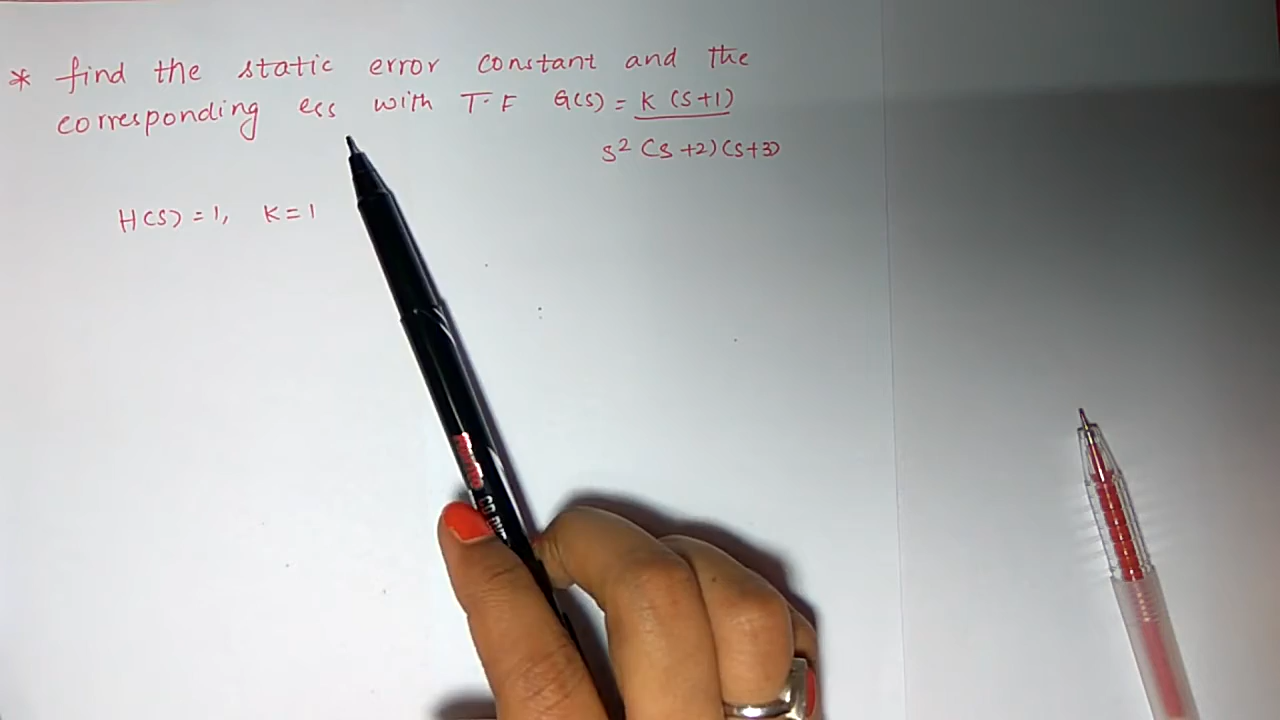 * find the static error constant and the
corresponding ess with T.F G(s) = K (S+1)
s² (s +2) (s+3)
H(s) = 1, K = 1